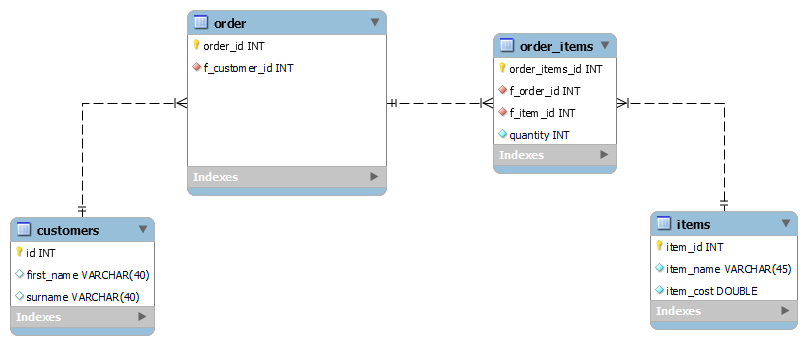 order
order_id INT
f_customer_id INT
Indexes
order_items
order_items_id INT
f_order_id INT
f_item_id INT
quantity INT
Indexes
customers
id INT
first_name VARCHAR(40)
surname VARCHAR(40)
Indexes
items
item_id INT
item_name VARCHAR(45)
item_cost DOUBLE
Indexes